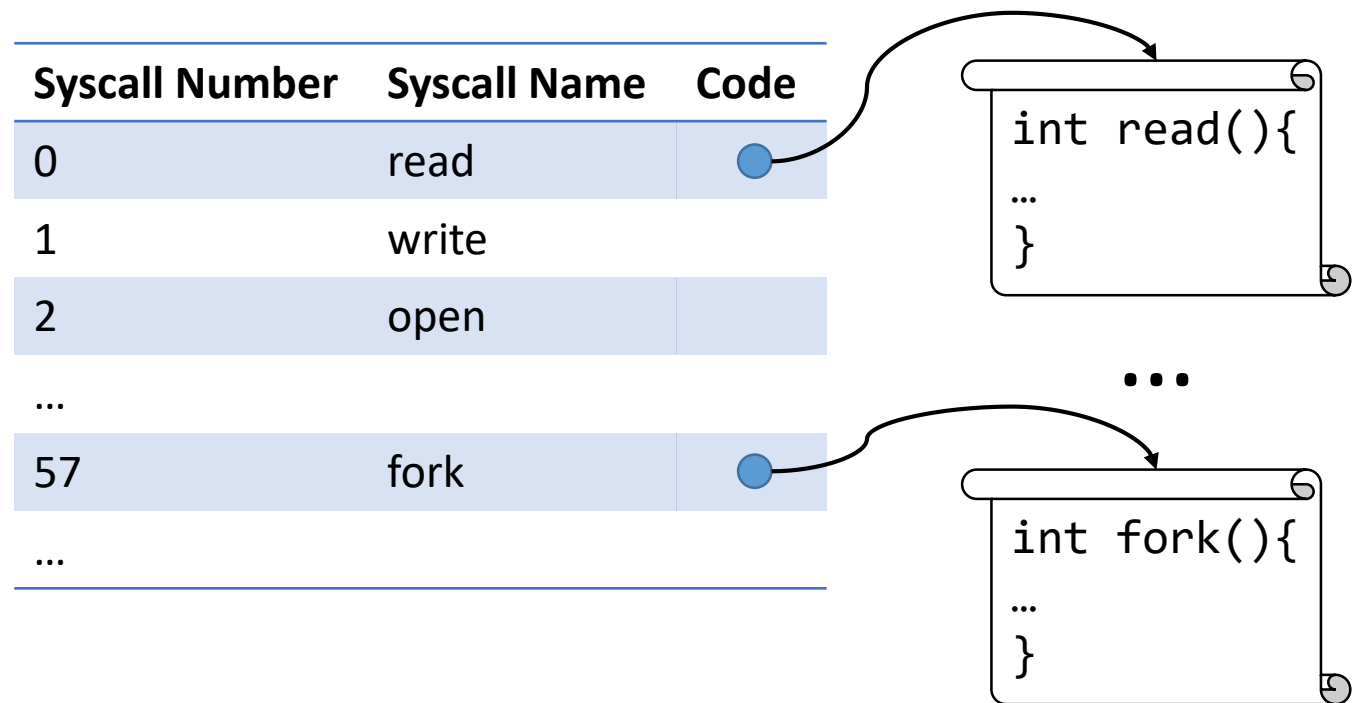 Syscall Number Syscall Name Code
0 read
1 write
2 open
…
57 fork
…
int read(){
…
}
…
int fork(){
…
}